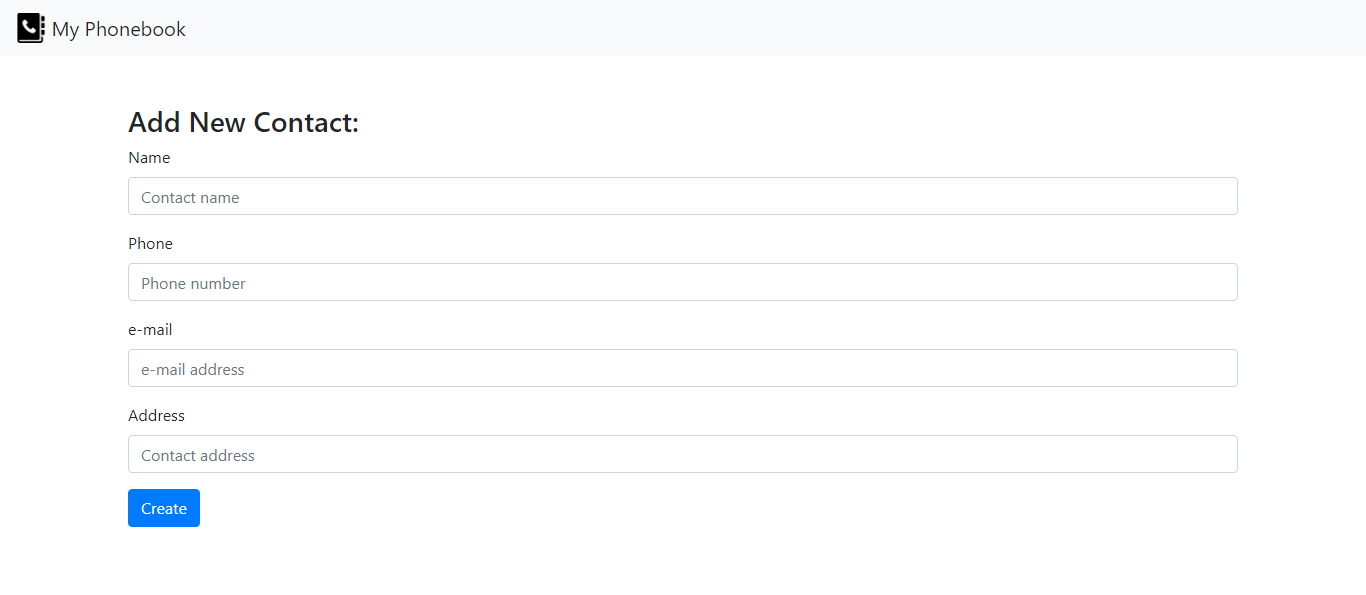 My Phonebook
Add New Contact:
Name
Contact name
Phone
Phone number
e-mail
e-mail address
Address
Contact address
Create